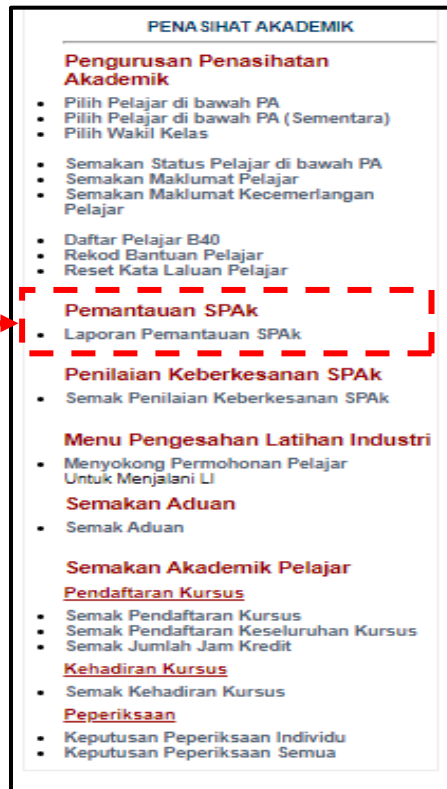 PENASIHAT AKADEMIK
Pengurusan Penasihatan
Akademik
• Pilih Pelajar di bawah PA
• Pilih Pelajar di bawah PA (Sementara)
• Pilih Wakil Kelas
• Semakan Status Pelajar di bawah PA
• Semakan Maklumat Pelajar
• Semakan Maklumat Kecemerlangan
Pelajar
• Daftar Pelajar B40
• Rekod Bantuan Pelajar
• Reset Kata Laluan Pelajar
Pemantauan SPAk
• Laporan Pemantauan SPAk
Penilaian Keberkesanan SPAk
• Semak Penilaian Keberkesanan SPAk
Menu Pengesahan Latihan Industri
• Menyokong Permohonan Pelajar
Untuk Menjalani LI
Semakan Aduan
• Semak Aduan
Semakan Akademik Pelajar
Pendaftaran Kursus
• Semak Pendaftaran Kursus
• Semak Pendaftaran Keseluruhan Kursus
• Semak Jumlah Jam Kredit
Kehadiran Kursus
• Semak Kehadiran Kursus
Peperiksaan
• Keputusan Peperiksaan Individu
• Keputusan Peperiksaan Semua